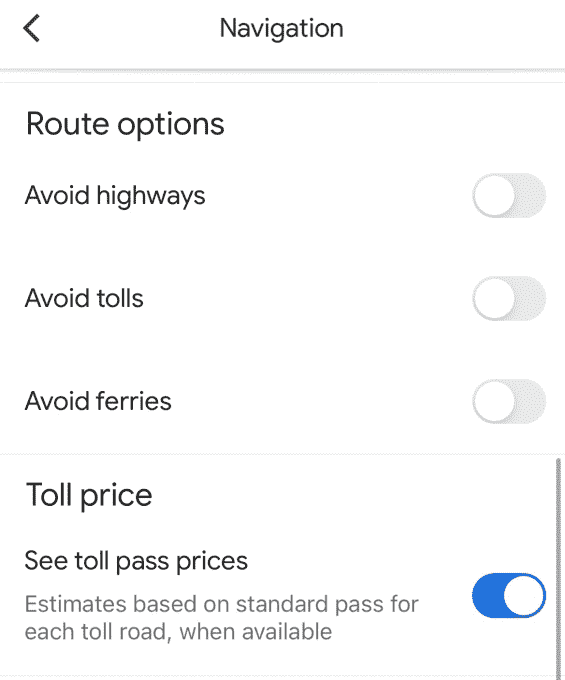 Navigation
Route options
Avoid highways
Avoid tolls
Avoid ferries
Toll price
See toll pass prices
Estimates based on standard pass for
each toll road, when available